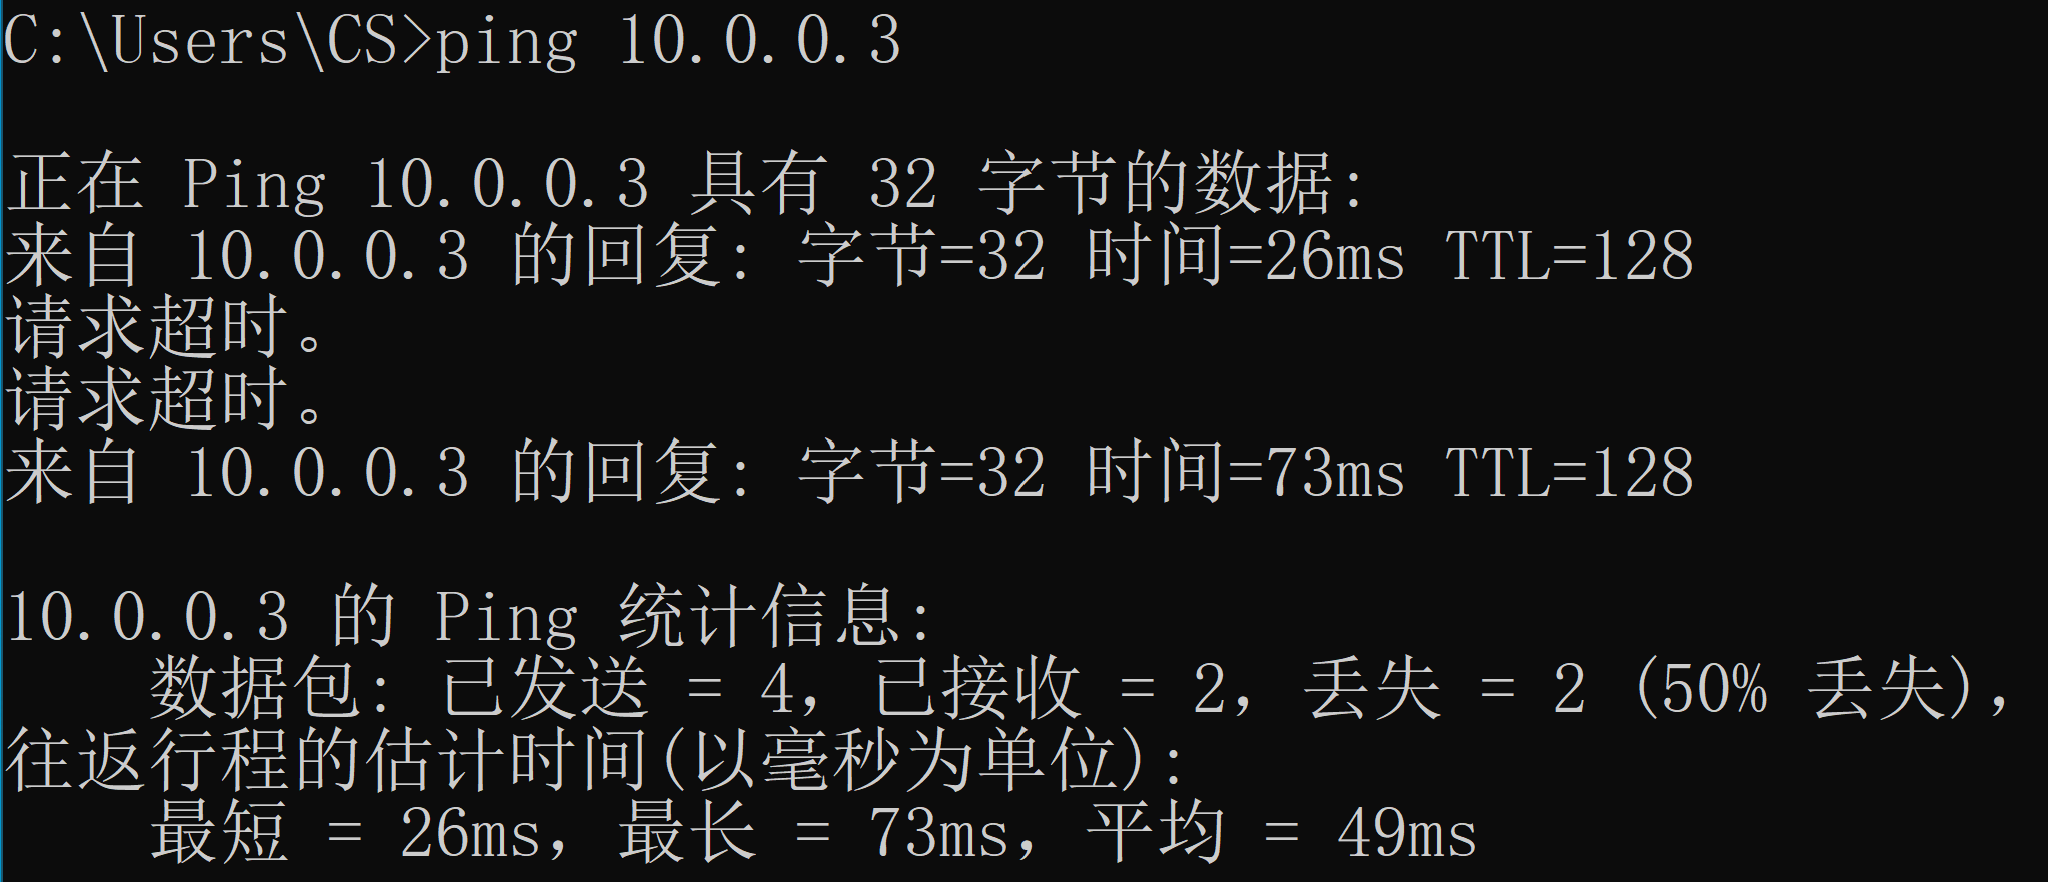 C:\Users\CS>ping 10.0.0.3
正在 Ping 10.0.0.3 具有 32 字节的数据:
来自 10.0.0.3 的回复: 字节=32 时间=26ms TTL=128
请求超时。
请求超时。
来自 10.0.0.3 的回复: 字节=32 时间=73ms TTL=128
10.0.0.3 的 Ping 统计信息:
数据包: 已发送 = 4，已接收 = 2，丢失 = 2 (50% 丢失)，
往返行程的估计时间(以毫秒为单位):
最短 = 26ms，最长 = 73ms，平均 = 49ms